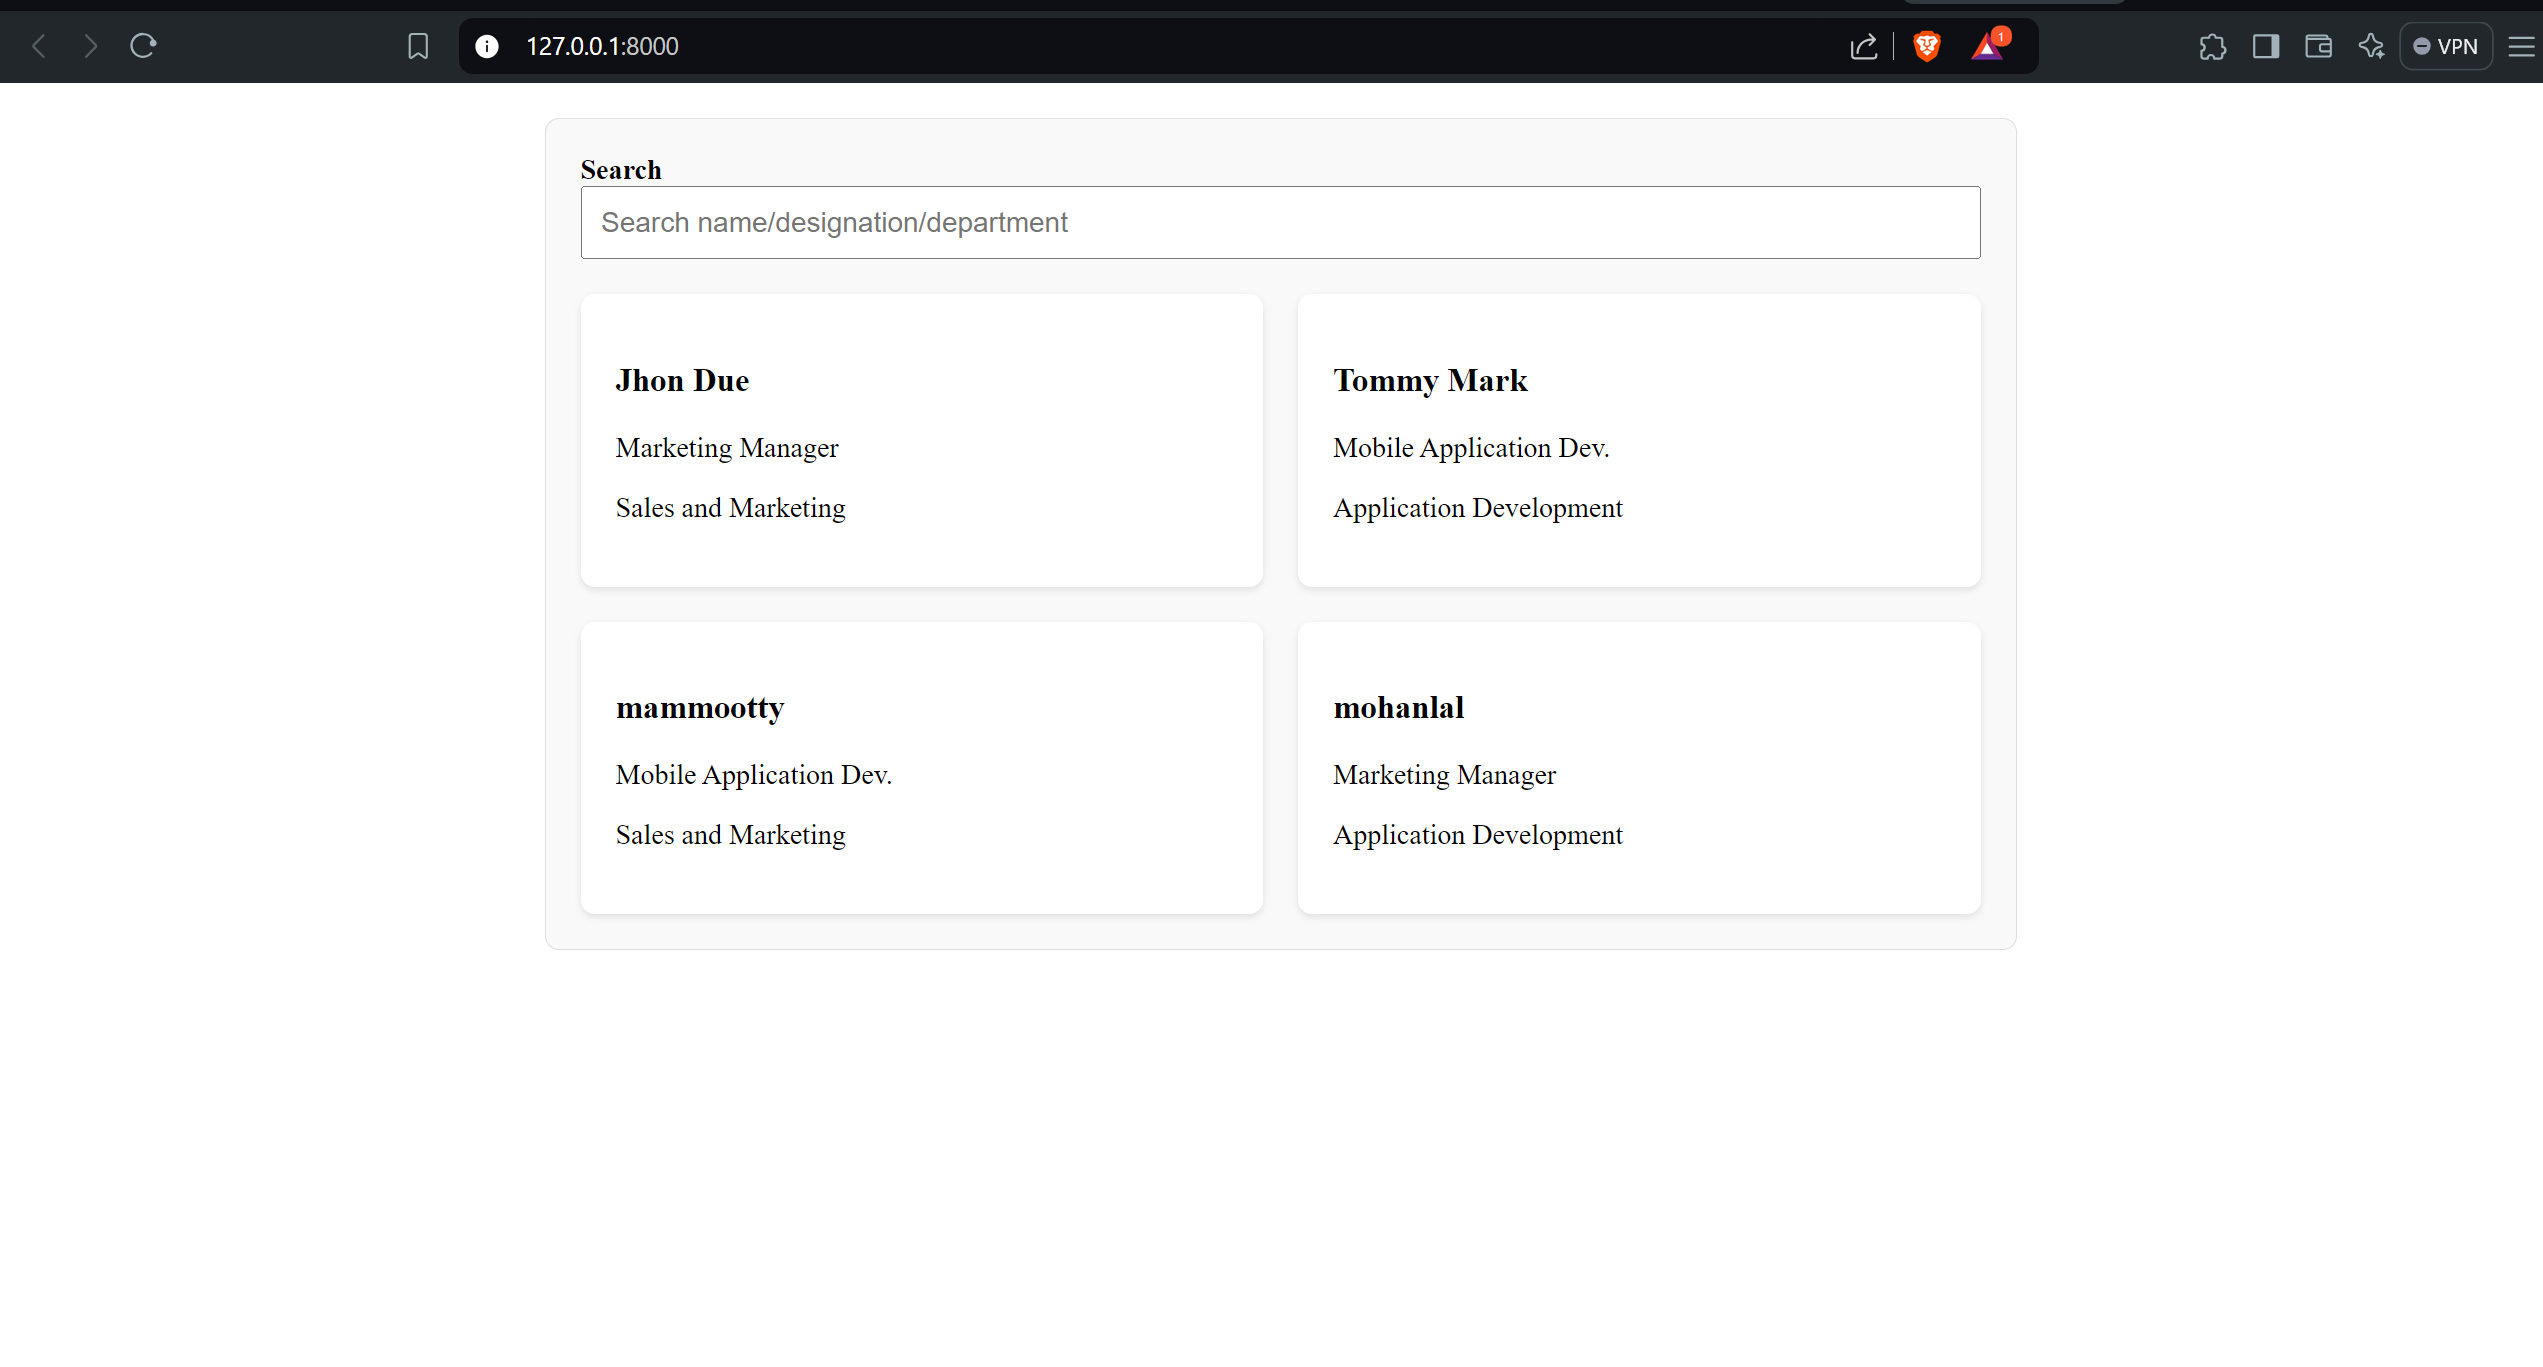 127.0.0.1:8000
1
VPN
Search
Search name/designation/department
Jhon Due
Marketing Manager
Sales and Marketing
Tommy Mark
Mobile Application Dev.
Application Development
mammootty
Mobile Application Dev.
Sales and Marketing
mohanlal
Marketing Manager
Application Development